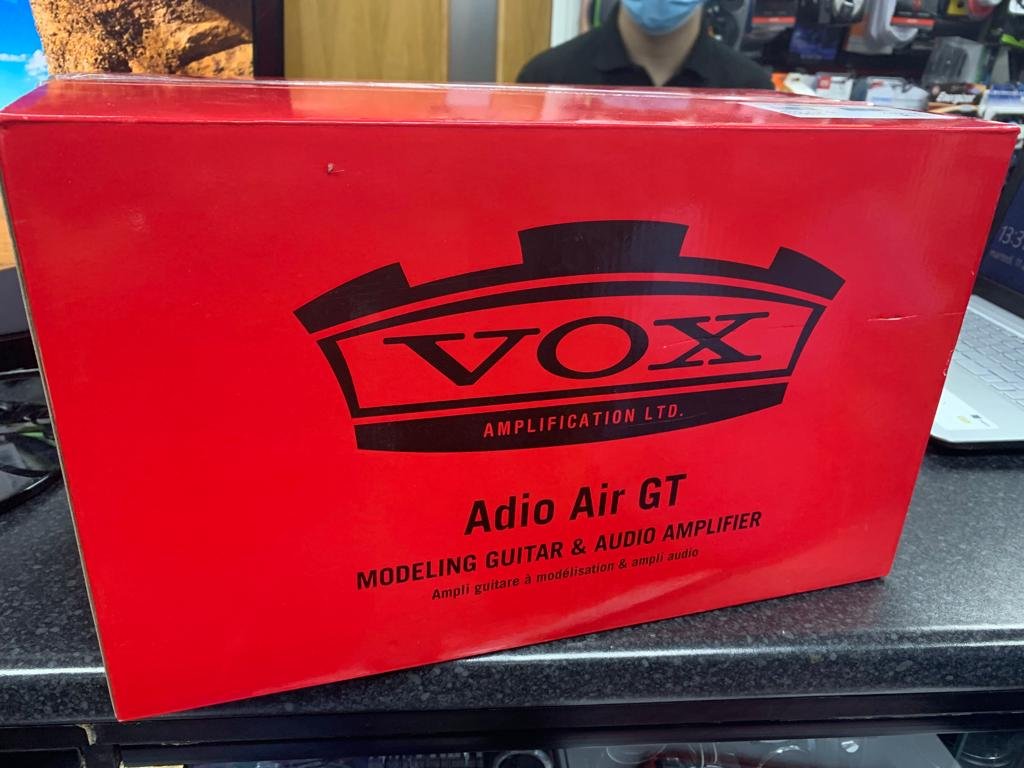 VOX
AMPLIFICATION LTD.
Adio Air GT
MODELING GUITAR & AUDIO AMPLIFIER
Ampli guitare à modélisation & ampli audio